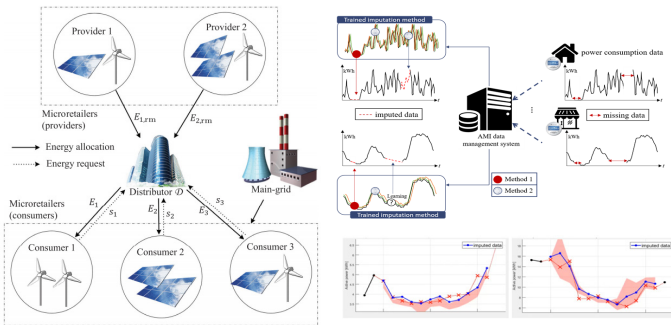 Provider 1
Provider 2
Microretailers
(providers)
E1,rm
E2,rm
Energy allocation
Energy request
Distributor 𝒟
Main-grid
Microretailers
(consumers)
E1
s1
E2
s2
E3
s3
Consumer 1
Consumer 2
Consumer 3
Trained imputation method
kWh
t
imputed data
kWh
t
Learning
Trained imputation method
Method 1
Method 2
AMI data
management system
power consumption data
kWh
t
missing data
kWh
t
imputed data
imputed data